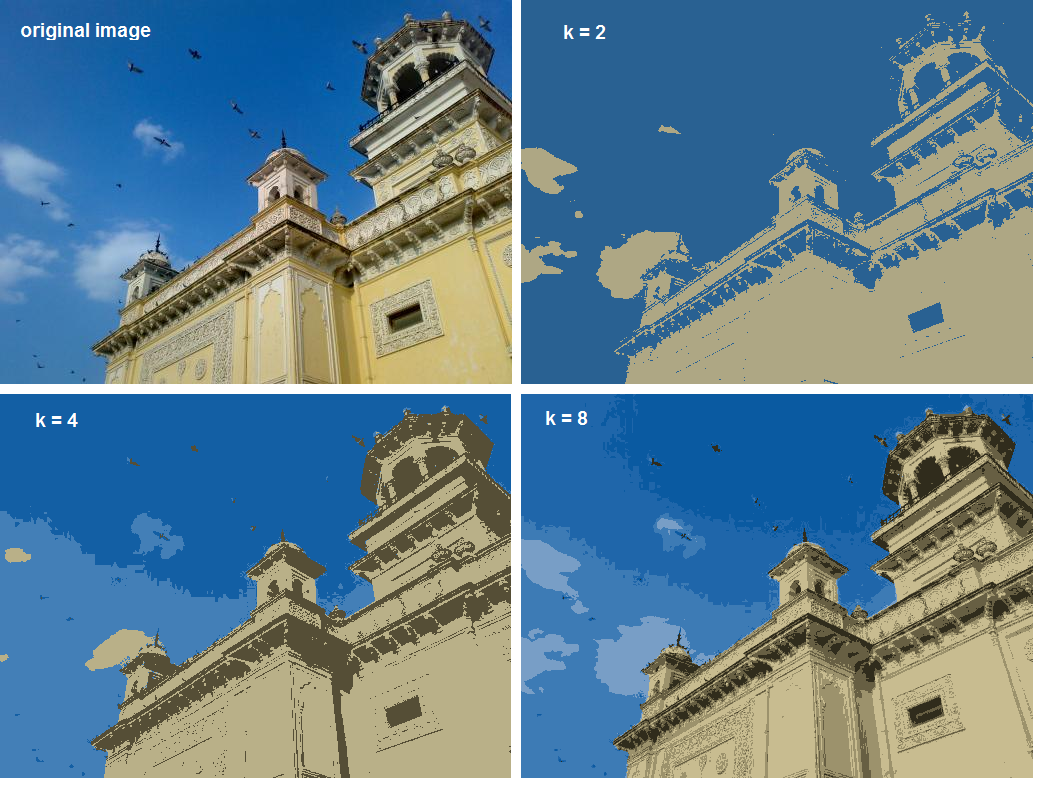 original image
k = 2
k = 4
k = 8